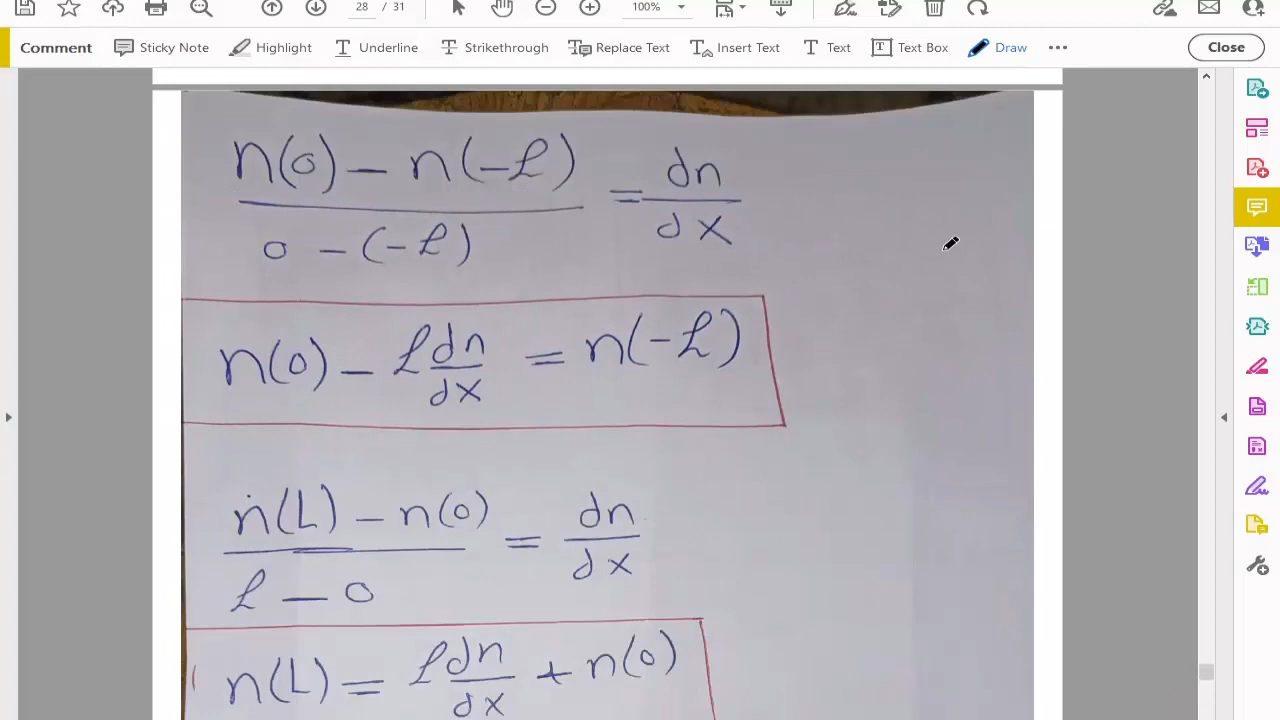 28 / 31 100%
Comment Sticky Note Highlight Underline Strikethrough Replace Text Insert Text Text Text Box Draw Close
n(0) - n(-ℓ) / 0 - (-ℓ) = dn/dx
n(0) - ℓ dn/dx = n(-ℓ)
n(L) - n(0) / ℓ - 0 = dn/dx
n(L) = ℓ dn/dx + n(0)